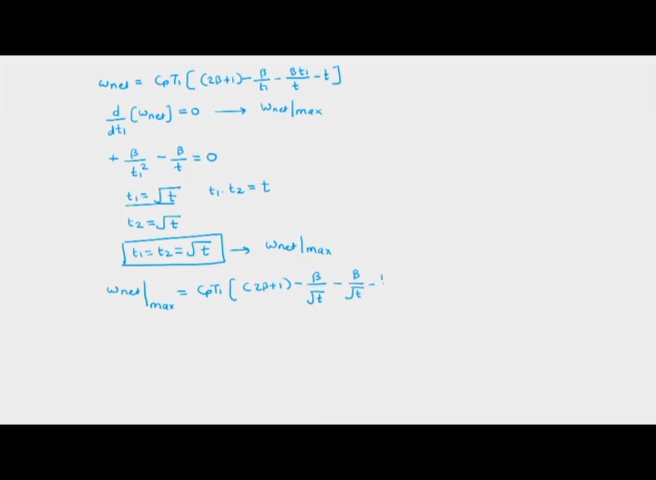 Wnet = CpT₁ [ (2β+1) - β/t₁ - βt₁/t - t ]
d/dt₁ [Wnet] = 0 ⟶ Wnet|max
+ β/t₁² - β/t = 0
t₁ = √t t₁ . t₂ = t
t₂ = √t
t₁ = t₂ = √t → Wnet|max
Wnet|max = CpT₁ [ (2β+1) - β/√t - β/√t -